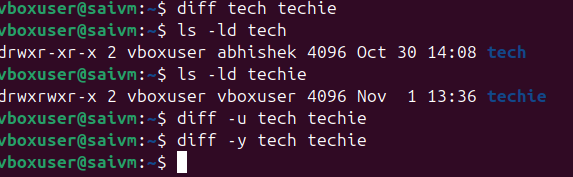 vboxuser@saivm:~$ diff tech techie
vboxuser@saivm:~$ ls -ld tech
drwxr-xr-x 2 vboxuser abhishek 4096 Oct 30 14:08 tech
vboxuser@saivm:~$ ls -ld techie
drwxrwxr-x 2 vboxuser vboxuser 4096 Nov  1 13:36 techie
vboxuser@saivm:~$ diff -u tech techie
vboxuser@saivm:~$ diff -y tech techie
vboxuser@saivm:~$